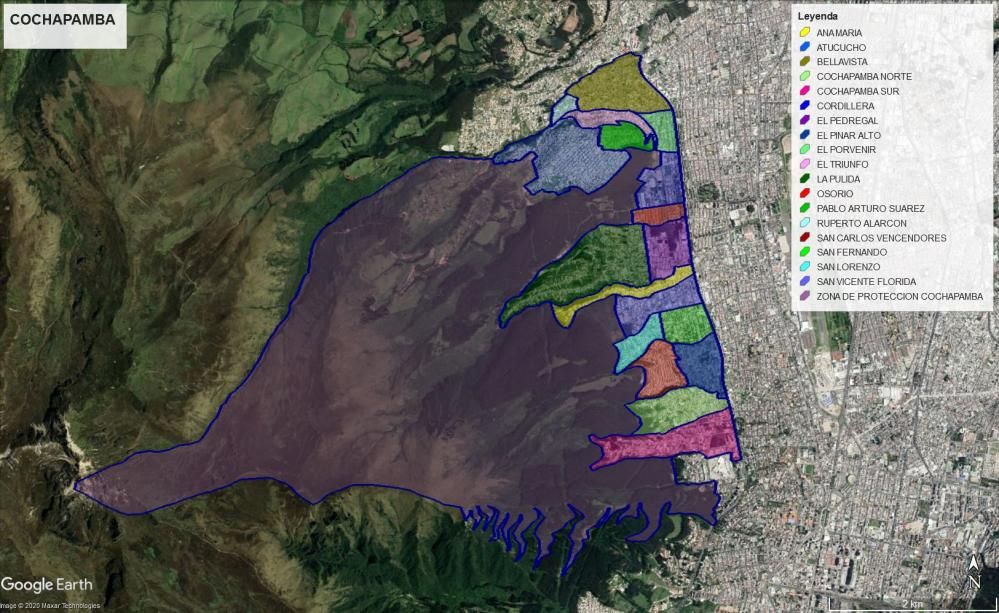 COCHAPAMBA
Leyenda
ANA MARIA
ATUCUCHO
BELLAVISTA
COCHAPAMBA NORTE
COCHAPAMBA SUR
CORDILLERA
EL PEDREGAL
EL PINAR ALTO
EL PORVENIR
EL TRIUNFO
LA PULIDA
OSORIO
PABLO ARTURO SUAREZ
RUPERTO ALARCON
SAN CARLOS VENCENDORES
SAN FERNANDO
SAN LORENZO
SAN VICENTE FLORIDA
ZONA DE PROTECCION COCHAPAMBA
Google Earth
Image © 2020 Maxar Technologies
N
km